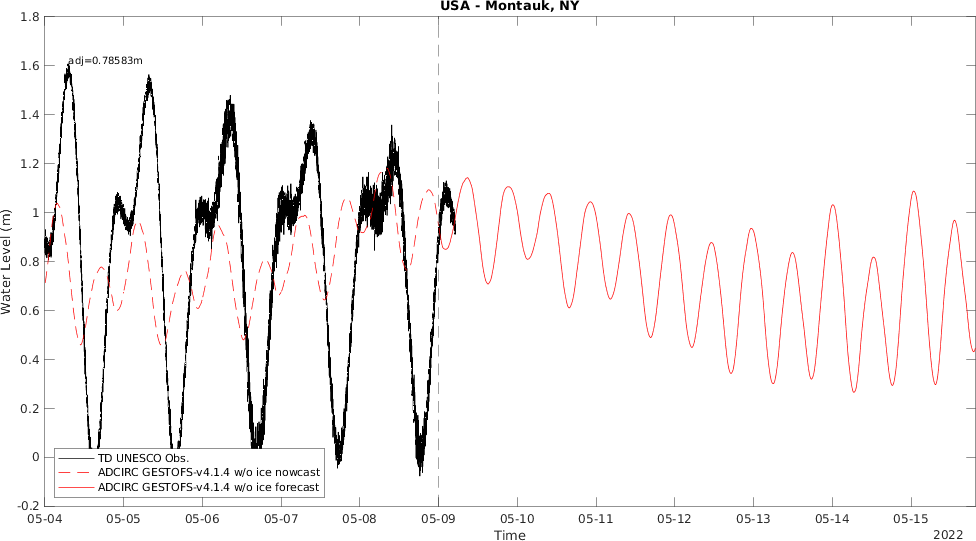 USA - Montauk, NY
1.8
1.6
1.4
1.2
1
0.8
0.6
0.4
0.2
0
-0.2
Water Level (m)
adj=0.78583m
TD UNESCO Obs.
ADCIRC GESTOFS-v4.1.4 w/o ice nowcast
ADCIRC GESTOFS-v4.1.4 w/o ice forecast
05-04 05-05 05-06 05-07 05-08 05-09 05-10 05-11 05-12 05-13 05-14 05-15
Time
2022